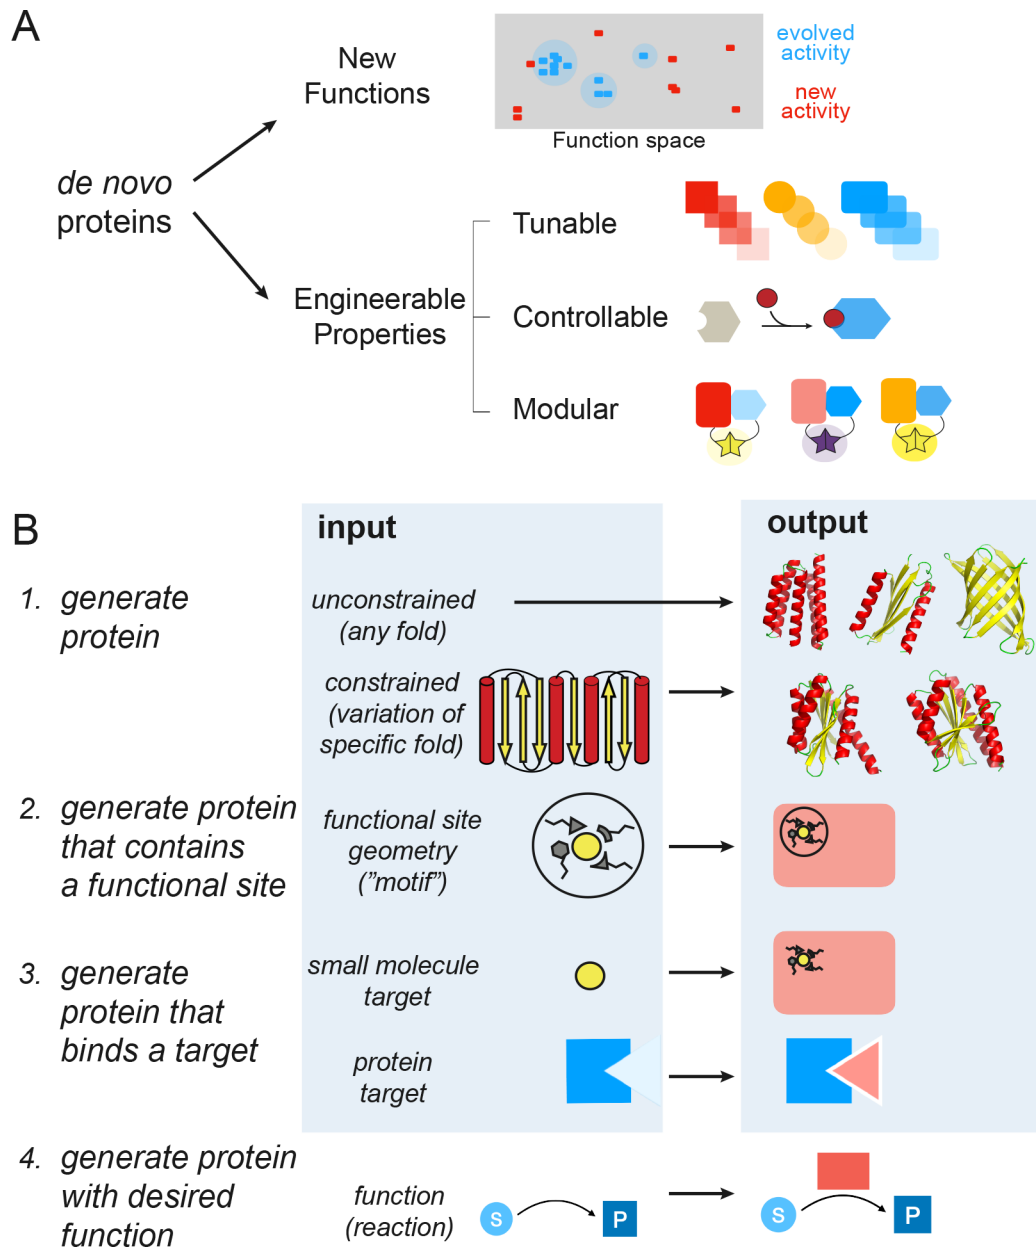 A
New
Functions
evolved
activity
new
activity
Function space
de novo
proteins
Engineerable
Properties
Tunable
Controllable
Modular
B
input
output
1. generate
protein
unconstrained
(any fold)
constrained
(variation of
specific fold)
2. generate protein
that contains
a functional site
functional site
geometry
("motif")
3. generate
protein that
binds a target
small molecule
target
protein
target
4. generate protein
with desired
function
function
(reaction)
S
P
S
P